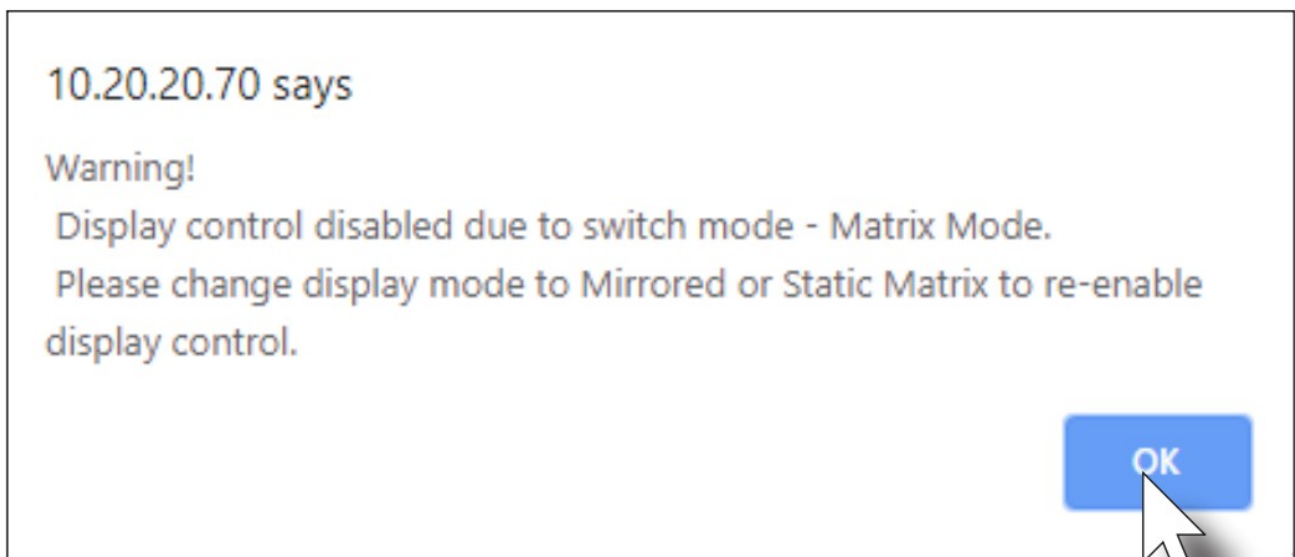 10.20.20.70 says
Warning!
Display control disabled due to switch mode - Matrix Mode.
Please change display mode to Mirrored or Static Matrix to re-enable
display control.
OK